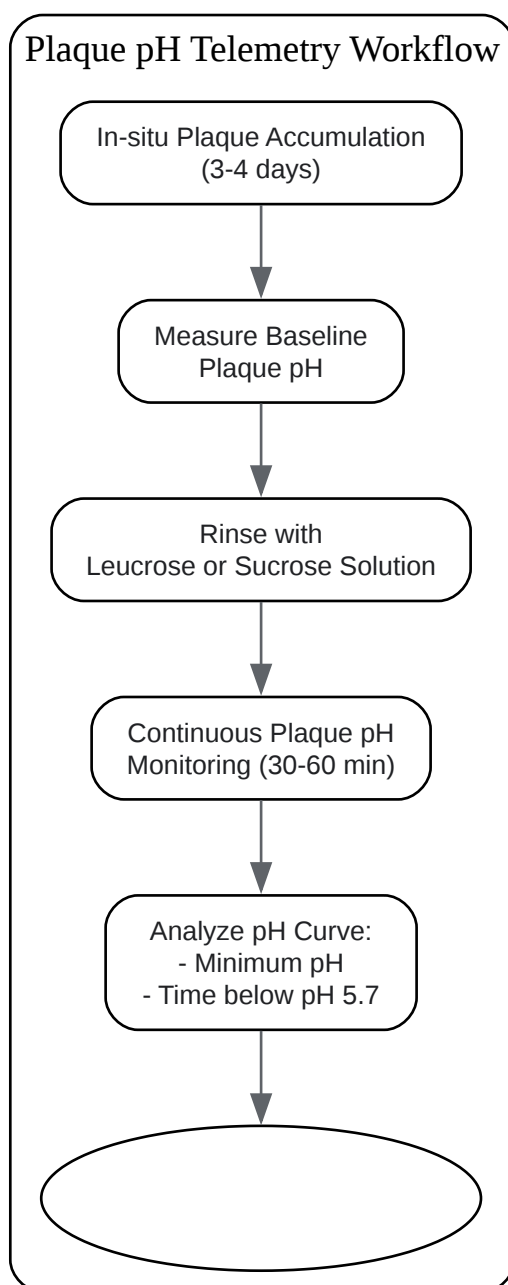 Plaque pH Telemetry Workflow
In-situ Plaque Accumulation
(3-4 days)
Measure Baseline
Plaque pH
Rinse with
Leucrose or Sucrose Solution
Continuous Plaque pH
Monitoring (30-60 min)
Analyze pH Curve:
- Minimum pH
- Time below pH 5.7